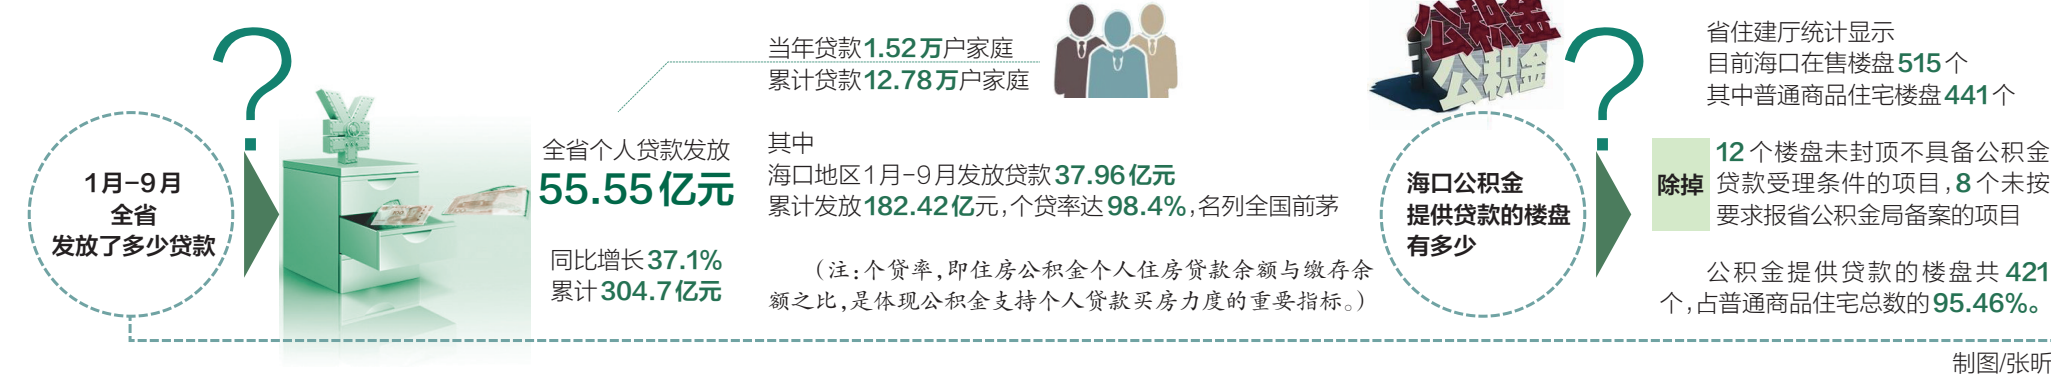 1月-9月
全省
发放了多少贷款
?
全省个人贷款发放
55.55亿元
同比增长37.1%
累计304.7亿元
当年贷款1.52万户家庭
累计贷款12.78万户家庭
其中
海口地区1月-9月发放贷款37.96亿元
累计发放182.42亿元,个贷率达98.4%,名列全国前茅
(注:个贷率,即住房公积金个人住房贷款余额与缴存余
额之比,是体现公积金支持个人贷款买房力度的重要指标。)
公积金
公积金
?
海口公积金
提供贷款的楼盘
有多少
省住建厅统计显示
目前海口在售楼盘515个
其中普通商品住宅楼盘441个
除掉
12个楼盘未封顶不具备公积金
贷款受理条件的项目,8个未按
要求报省公积金局备案的项目
公积金提供贷款的楼盘共421
个,占普通商品住宅总数的95.46%。
制图/张昕